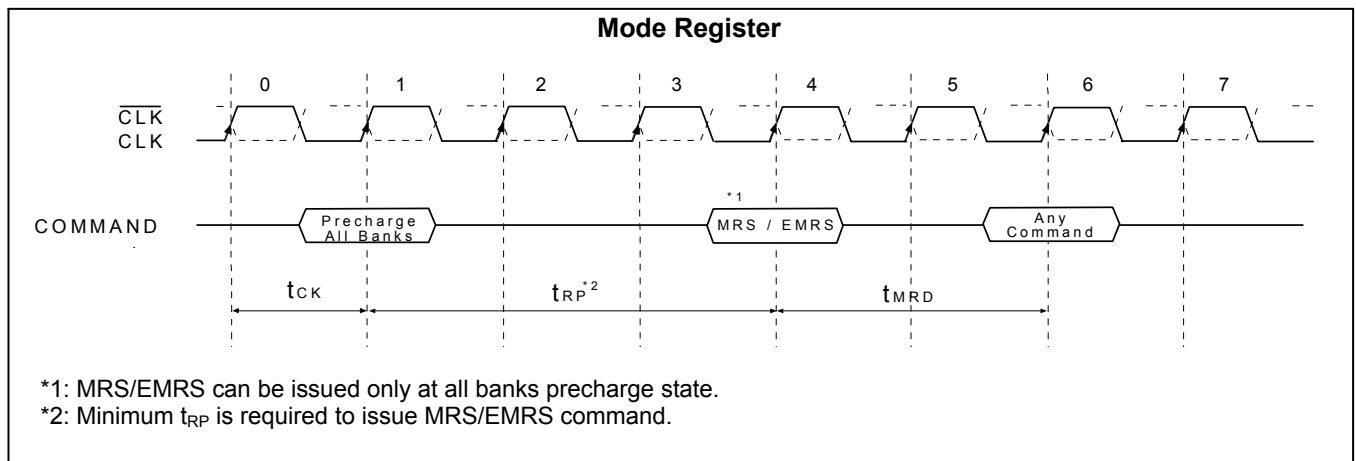 Mode Register
0 1 2 3 4 5 6 7
CLK
CLK
*1
COMMAND
Precharge
All Banks
MRS / EMRS
Any
Command
tCK
tRP*2
tMRD
*1: MRS/EMRS can be issued only at all banks precharge state.
*2: Minimum tRP is required to issue MRS/EMRS command.